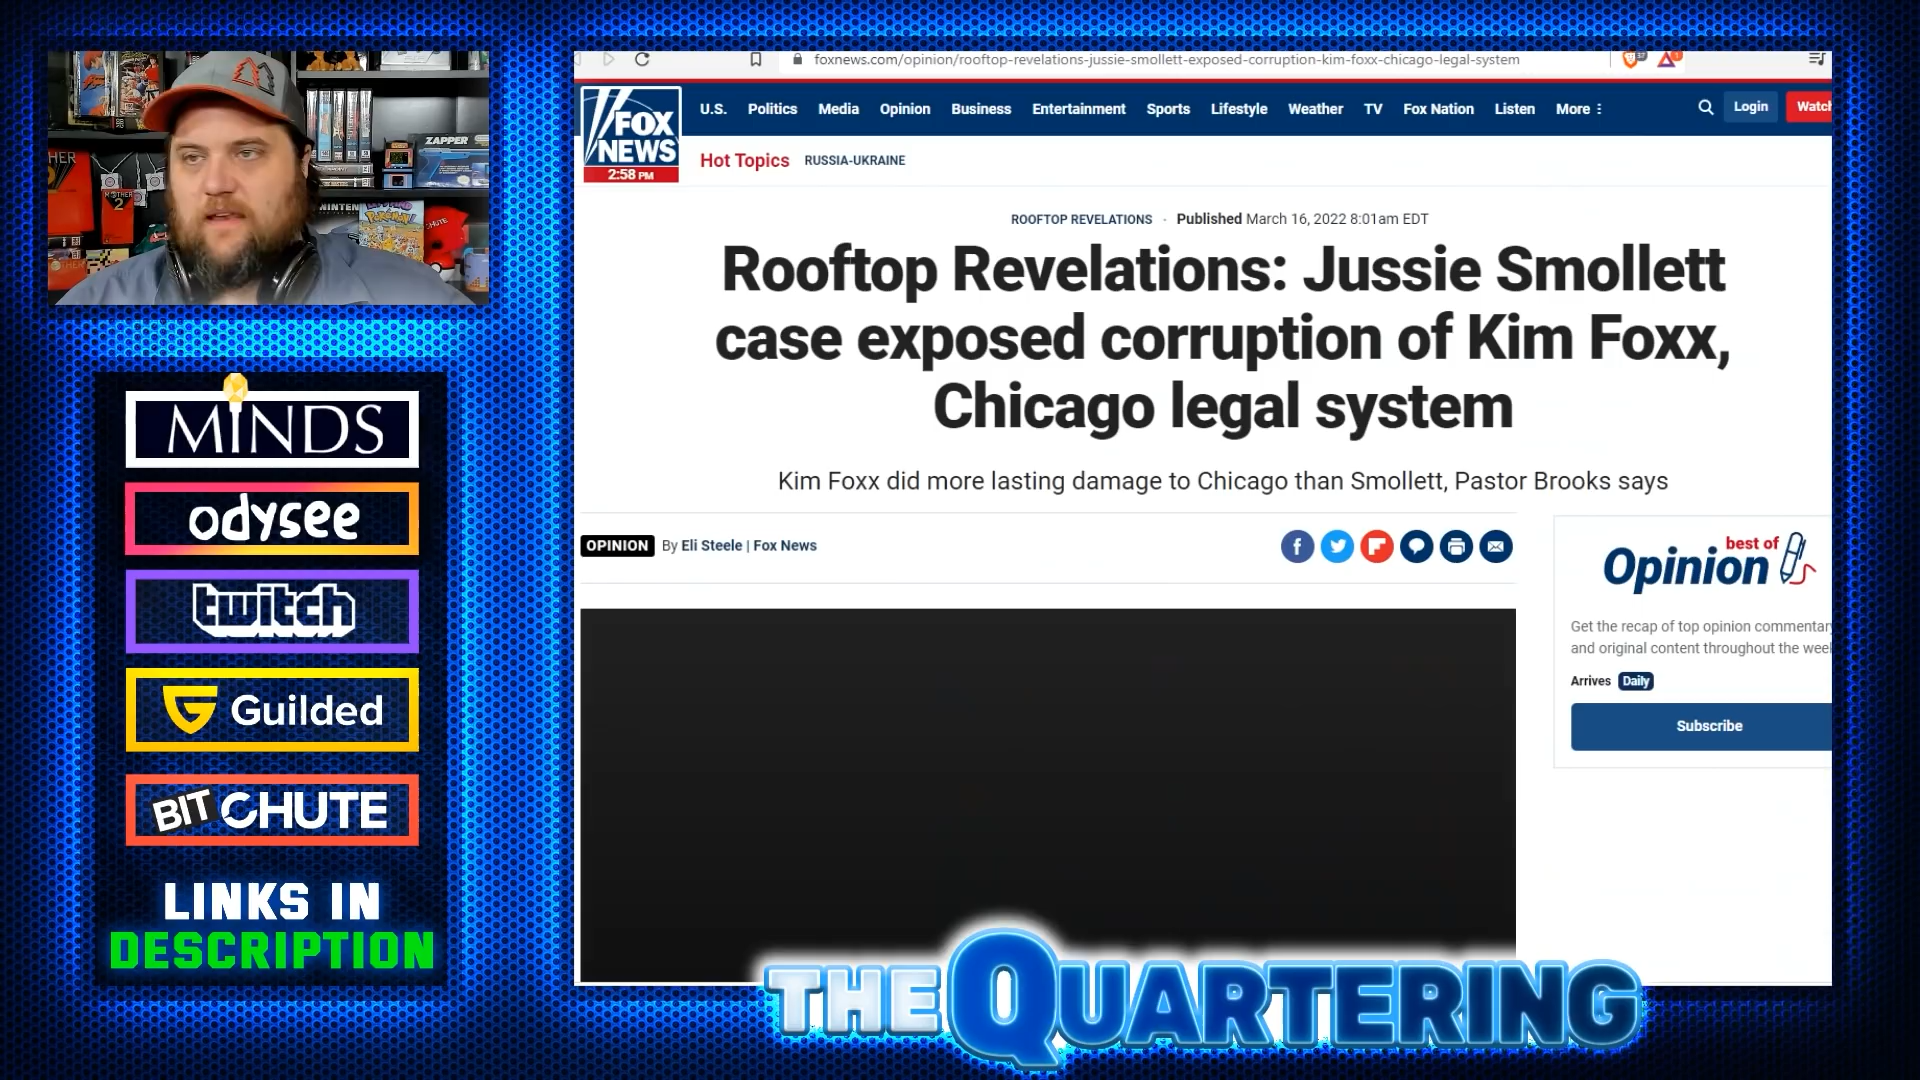 foxnews.com/opinion/rooftop-revelations-jussie-smollett-exposed-corruption-kim-foxx-chicago-legal-system
FOX NEWS
2:58 PM
U.S. Politics Media Opinion Business Entertainment Sports Lifestyle Weather TV Fox Nation Listen More
Login
Watch
Hot Topics RUSSIA-UKRAINE
ROOFTOP REVELATIONS · Published March 16, 2022 8:01am EDT
Rooftop Revelations: Jussie Smollett
case exposed corruption of Kim Foxx,
Chicago legal system
Kim Foxx did more lasting damage to Chicago than Smollett, Pastor Brooks says
OPINION By Eli Steele | Fox News
best of
Opinion
Get the recap of top opinion commentary
and original content throughout the week
Arrives Daily
Subscribe
ZAPPER
MOTHER
2
POKéMON
MINDS
odysee
twitch
Guilded
BITCHUTE
LINKS IN
DESCRIPTION
THE QUARTERING